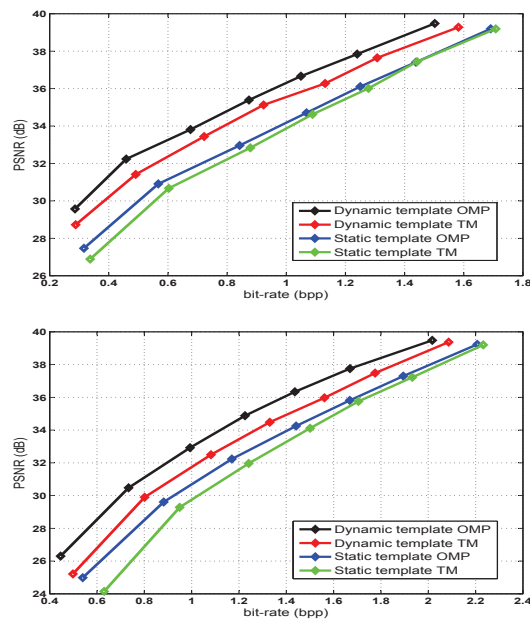 40
38
36
34
32
30
28
26
PSNR (dB)
Dynamic template OMP
Dynamic template TM
Static template OMP
Static template TM
0.2 0.4 0.6 0.8 1 1.2 1.4 1.6 1.8
bit-rate (bpp)
40
38
36
34
32
30
28
26
24
PSNR (dB)
Dynamic template OMP
Dynamic template TM
Static template OMP
Static template TM
0.4 0.6 0.8 1 1.2 1.4 1.6 1.8 2 2.2 2.4
bit-rate (bpp)